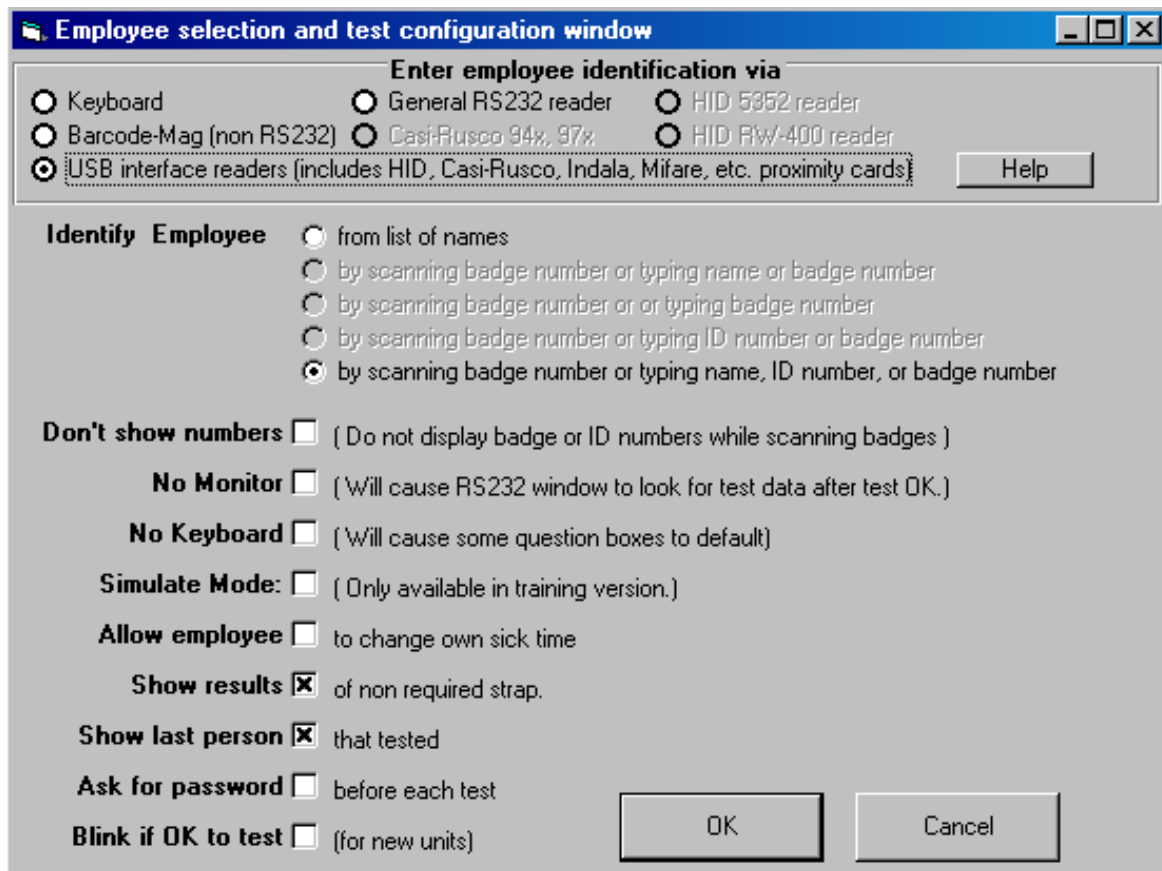 Employee selection and test configuration window
Enter employee identification via
Keyboard General RS232 reader HID 5352 reader
Barcode-Mag (non RS232) Casi-Rusco 94x, 97x HID RW-400 reader
USB interface readers (includes HID, Casi-Rusco, Indala, Mifare, etc. proximity cards) Help
Identify Employee from list of names
by scanning badge number or typing name or badge number
by scanning badge number or or typing badge number
by scanning badge number or typing ID number or badge number
by scanning badge number or typing name, ID number, or badge number
Don't show numbers ( Do not display badge or ID numbers while scanning badges )
No Monitor ( Will cause RS232 window to look for test data after test OK.)
No Keyboard ( Will cause some question boxes to default)
Simulate Mode: ( Only available in training version.)
Allow employee to change own sick time
Show results of non required strap.
Show last person that tested
Ask for password before each test
Blink if OK to test (for new units)
OK Cancel